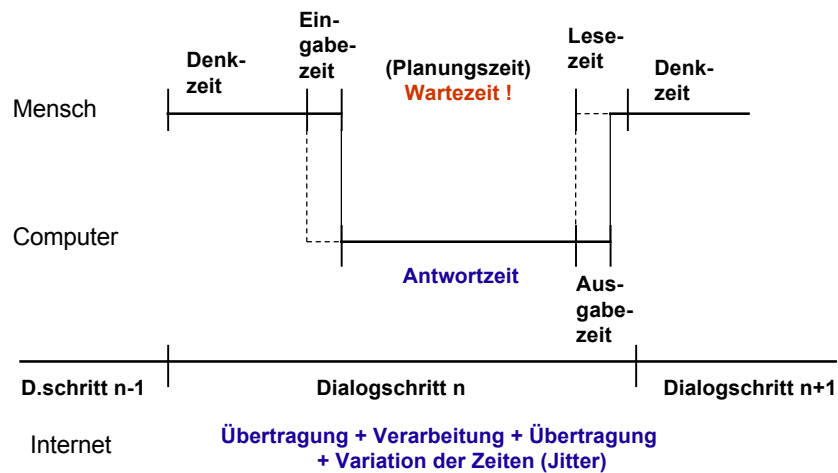 Ein-
gabe-
zeit
Denk-
zeit
(Planungszeit)
Wartezeit !
Lese-
zeit
Denk-
zeit
Mensch
Computer
Antwortzeit
Aus-
gabe-
zeit
D.schritt n-1
Dialogschritt n
Dialogschritt n+1
Internet
Übertragung + Verarbeitung + Übertragung
+ Variation der Zeiten (Jitter)